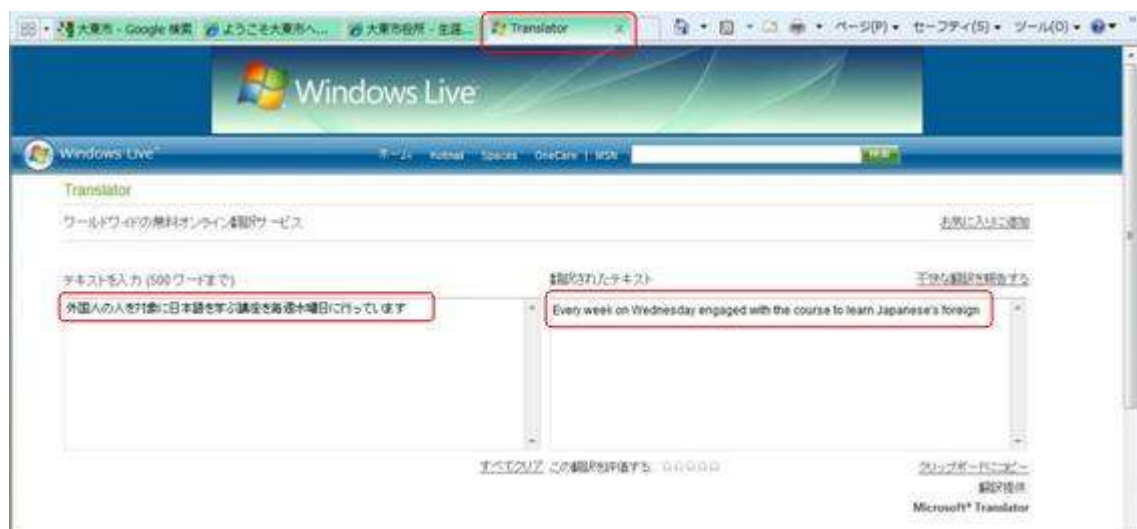 大東市 - Google 検索 ようこそ大東市へ... 大東市役所 - 生涯... Translator x ページ(P) セーフティ(S) ツール(O)
Windows Live
Windows Live™ ホーム Hotmail Spaces OneCare | MSN 検索
Translator
ワールドワイドの無料オンライン翻訳サービス お気に入りに追加
テキストを入力 (500 ワードまで) 翻訳されたテキスト 不快な翻訳を報告する
外国人の人を対象に日本語を学ぶ講座を毎週水曜日に行っています Every week on Wednesday engaged with the course to learn Japanese's foreign
すべてクリア この翻訳を評価する クリップボードにコピー
翻訳提供:
Microsoft® Translator